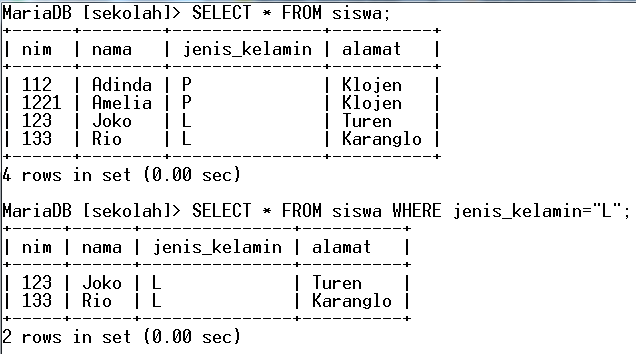 MariaDB [sekolah]> SELECT * FROM siswa;
+------+--------+---------------+----------+
| nim  | nama   | jenis_kelamin | alamat   |
+------+--------+---------------+----------+
| 112  | Adinda | P             | Klojen   |
| 1221 | Amelia | P             | Klojen   |
| 123  | Joko   | L             | Turen    |
| 133  | Rio    | L             | Karanglo |
+------+--------+---------------+----------+
4 rows in set (0.00 sec)
MariaDB [sekolah]> SELECT * FROM siswa WHERE jenis_kelamin="L";
+-----+------+---------------+----------+
| nim | nama | jenis_kelamin | alamat   |
+-----+------+---------------+----------+
| 123 | Joko | L             | Turen    |
| 133 | Rio  | L             | Karanglo |
+-----+------+---------------+----------+
2 rows in set (0.00 sec)